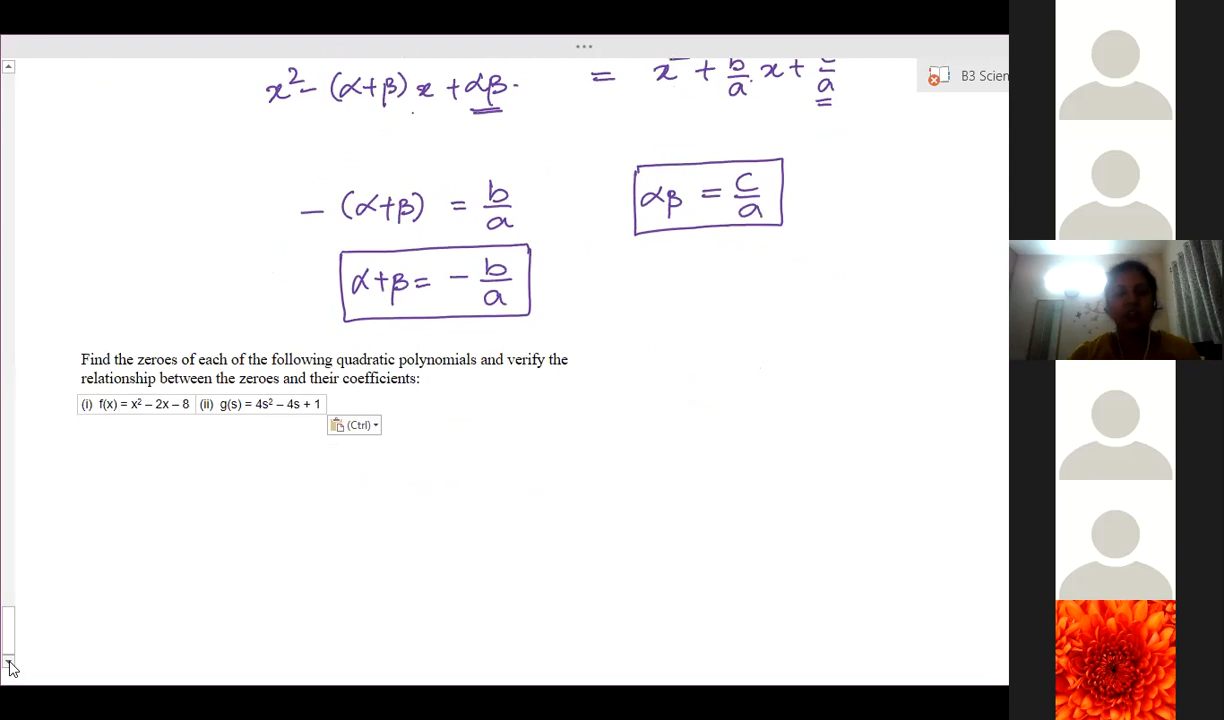 x² – (α+β) x + αβ. = x² + b/a x + c/a
B3 Scien
– (α+β) = b/a
αβ = c/a
α+β = – b/a
Find the zeroes of each of the following quadratic polynomials and verify the
relationship between the zeroes and their coefficients:
(i) f(x) = x² – 2x – 8 (ii) g(s) = 4s² – 4s + 1
(Ctrl)